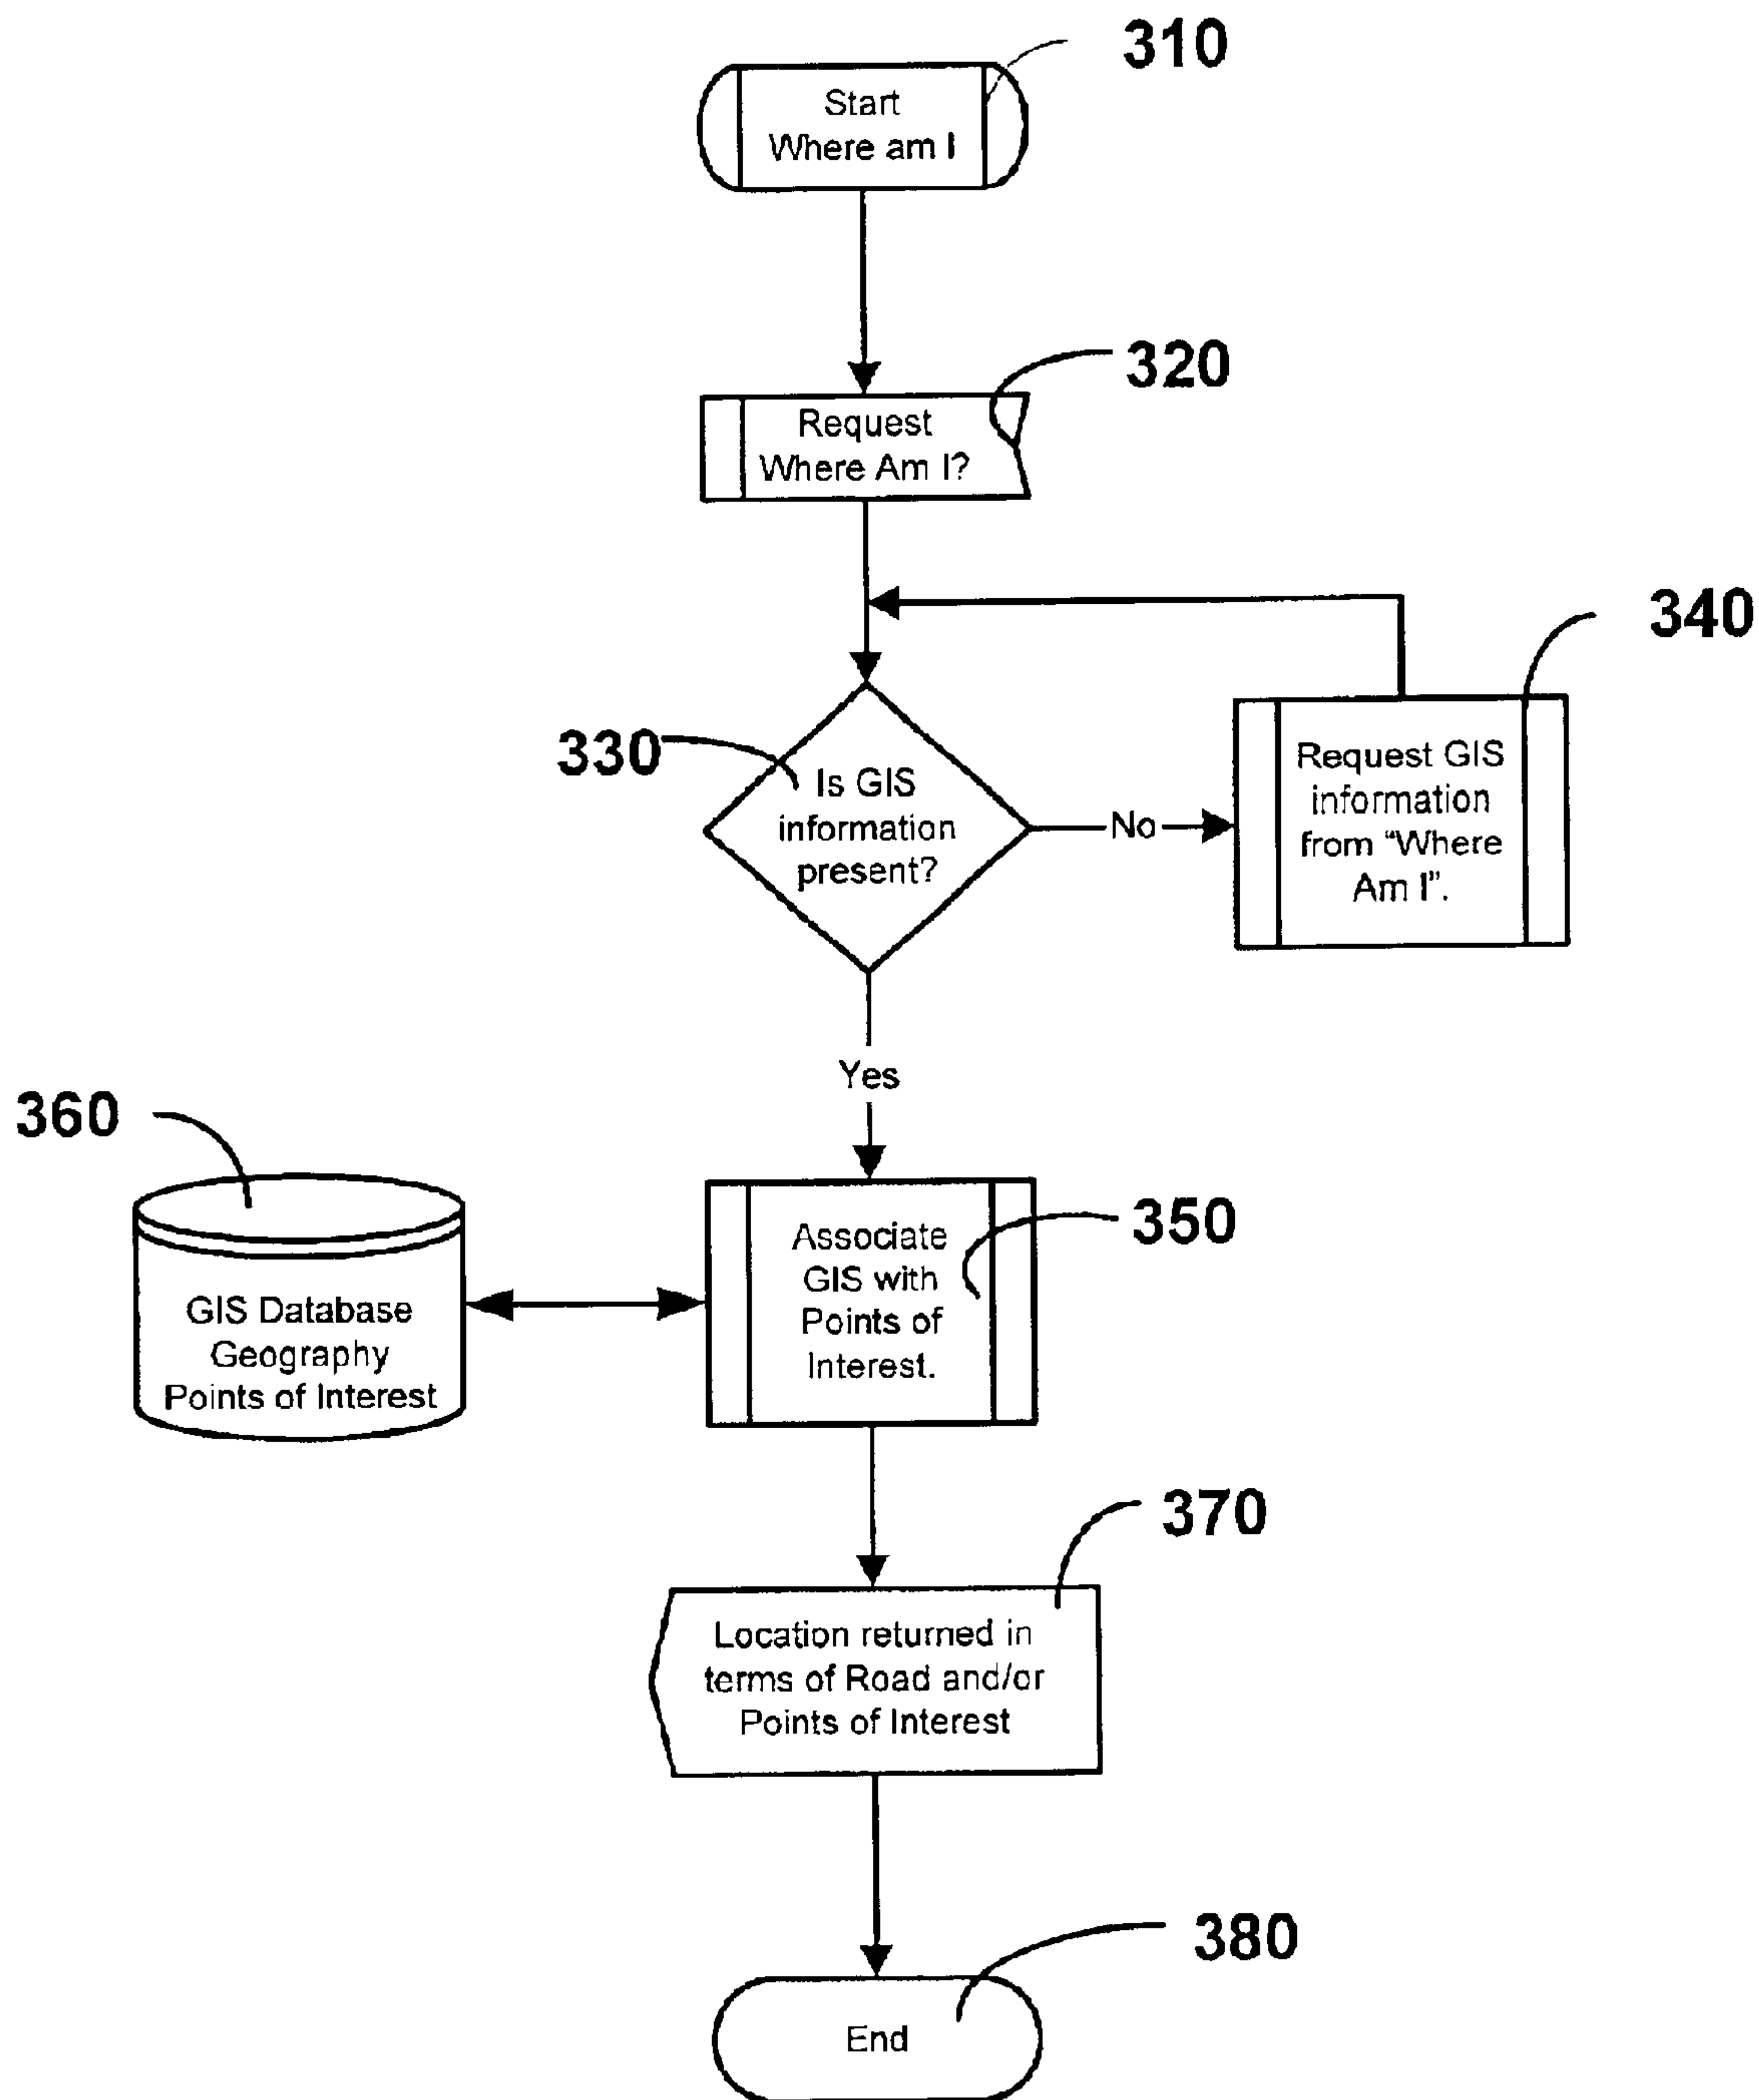 310
Start
Where am I
320
Request
Where Am I?
340
330
Is GIS
information
present?
No
Request GIS
information
from “Where
Am I”.
Yes
360
350
Associate
GIS with
Points of
Interest.
GIS Database
Geography
Points of Interest
370
Location returned in
terms of Road and/or
Points of Interest
380
End